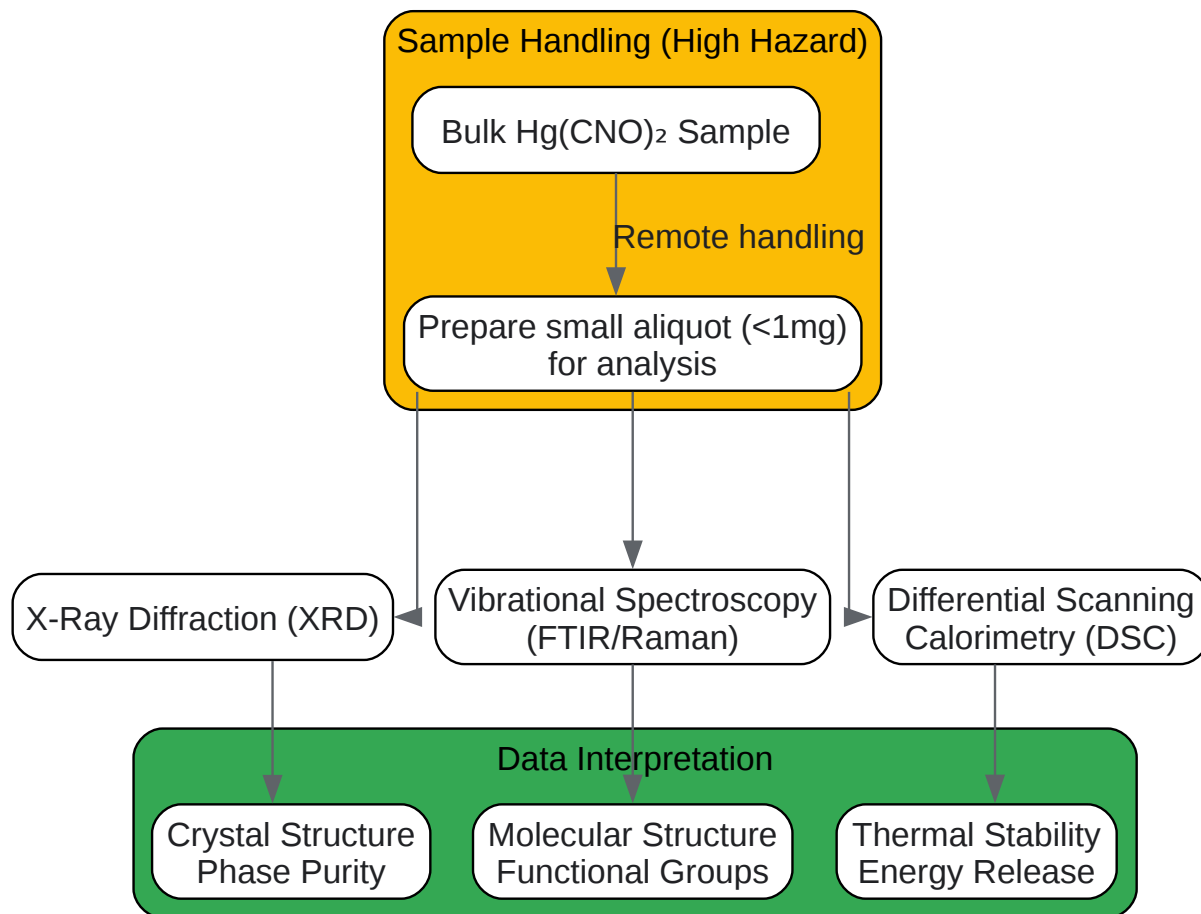 Sample Handling (High Hazard)
Bulk Hg(CNO)₂ Sample
Remote handling
Prepare small aliquot (<1mg)
for analysis
X-Ray Diffraction (XRD)
Vibrational Spectroscopy
(FTIR/Raman)
Differential Scanning
Calorimetry (DSC)
Data Interpretation
Crystal Structure
Phase Purity
Molecular Structure
Functional Groups
Thermal Stability
Energy Release